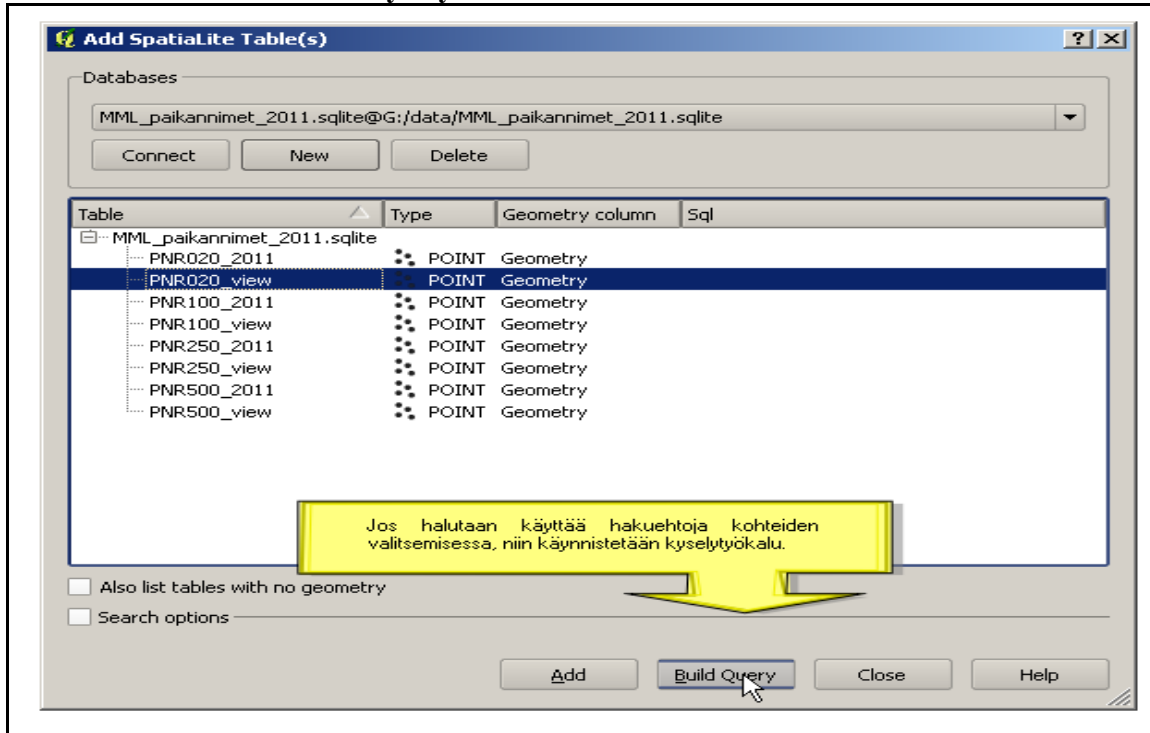 Add SpatiaLite Table(s)
Databases
MML_paikannimet_2011.sqlite@G:/data/MML_paikannimet_2011.sqlite
Connect New Delete
Table Type Geometry column Sql
MML_paikannimet_2011.sqlite
PNR020_2011 POINT Geometry
PNR020_view POINT Geometry
PNR100_2011 POINT Geometry
PNR100_view POINT Geometry
PNR250_2011 POINT Geometry
PNR250_view POINT Geometry
PNR500_2011 POINT Geometry
PNR500_view POINT Geometry
Jos halutaan käyttää hakuehtoja kohteiden
valitsemisessa, niin käynnistetään kyselytyökalu.
Also list tables with no geometry
Search options
Add Build Query Close Help